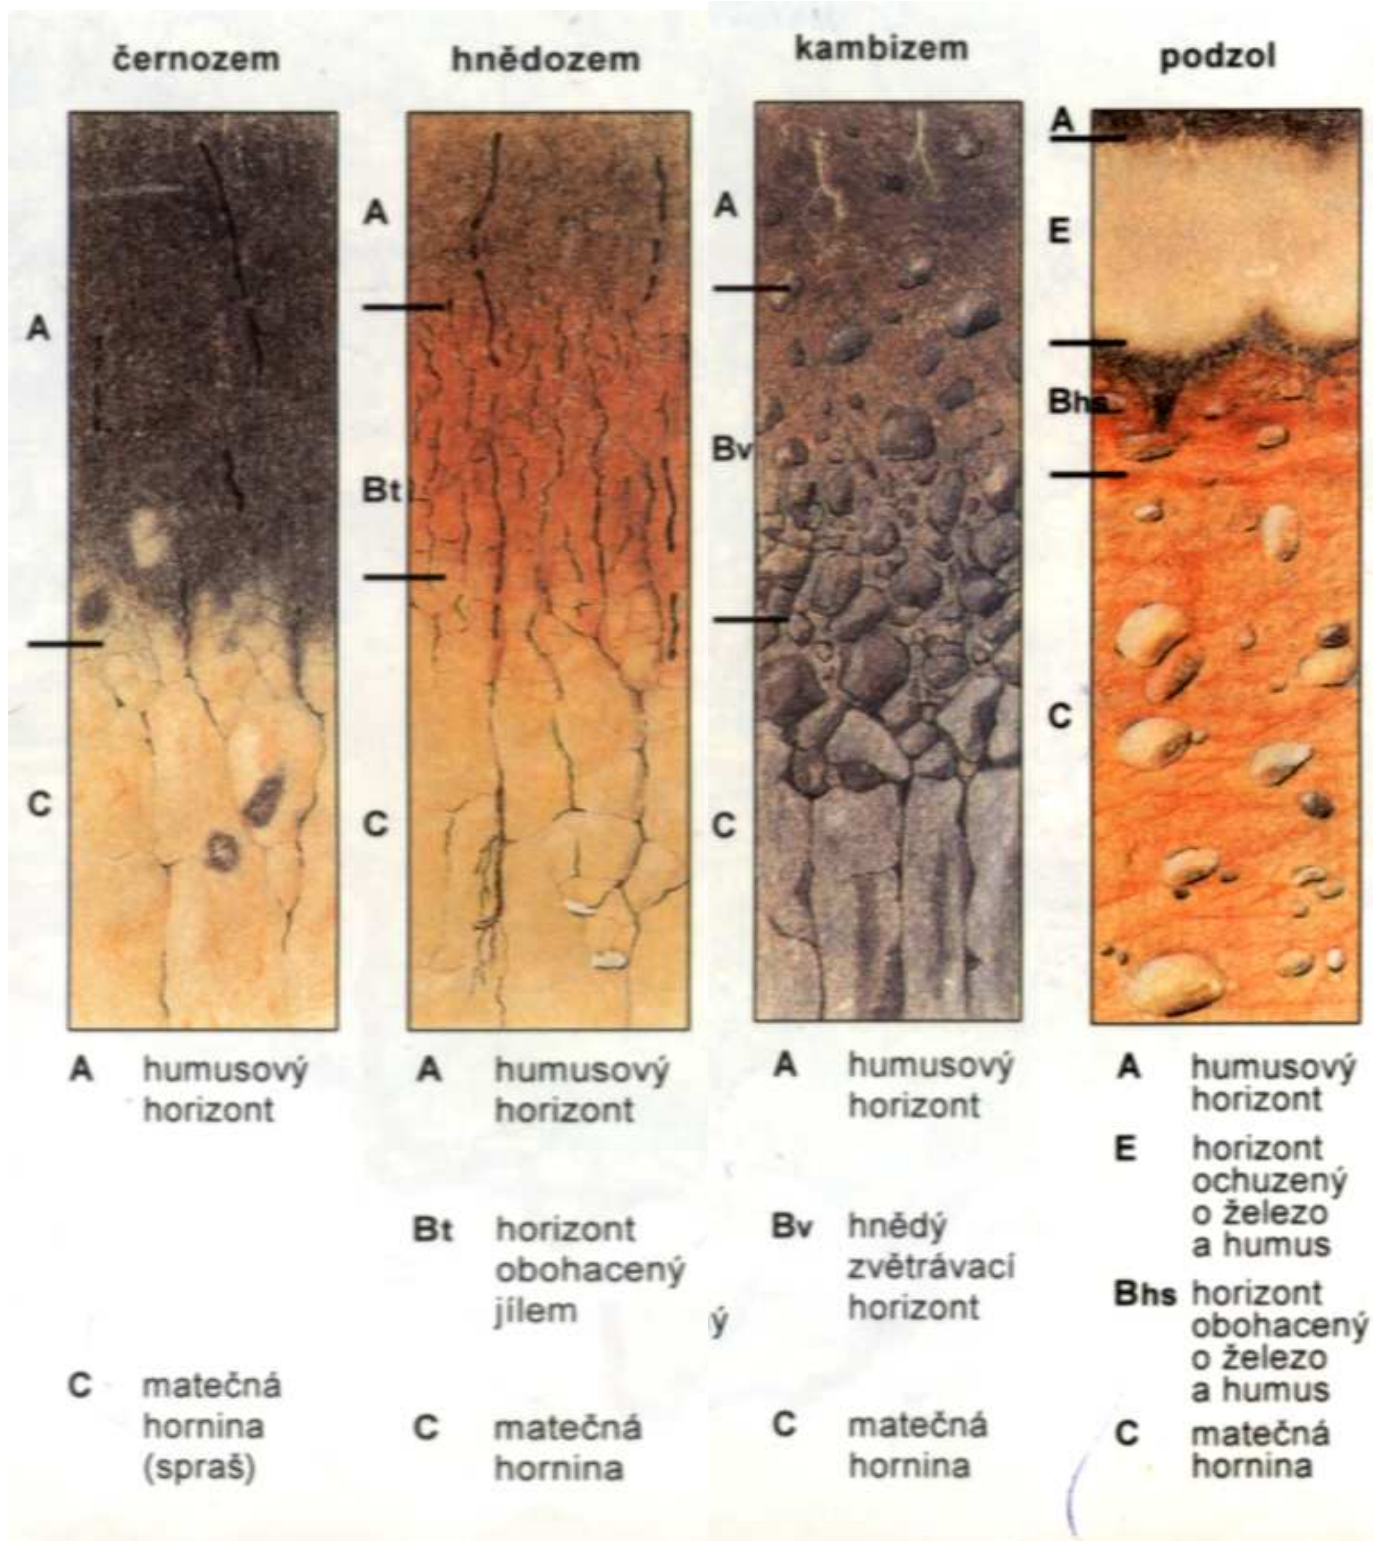 černozem
A
C
A humusový
horizont
C matečná
hornina
(spraš)
hnědozem
A
Bt
C
A humusový
horizont
Bt horizont
obohacený
jílem
C matečná
hornina
kambizem
A
Bv
C
A humusový
horizont
Bv hnědý
zvětrávací
horizont
C matečná
hornina
ý
podzol
A
E
Bhs
C
A humusový
horizont
E horizont
ochuzený
o železo
a humus
Bhs horizont
obohacený
o železo
a humus
C matečná
hornina